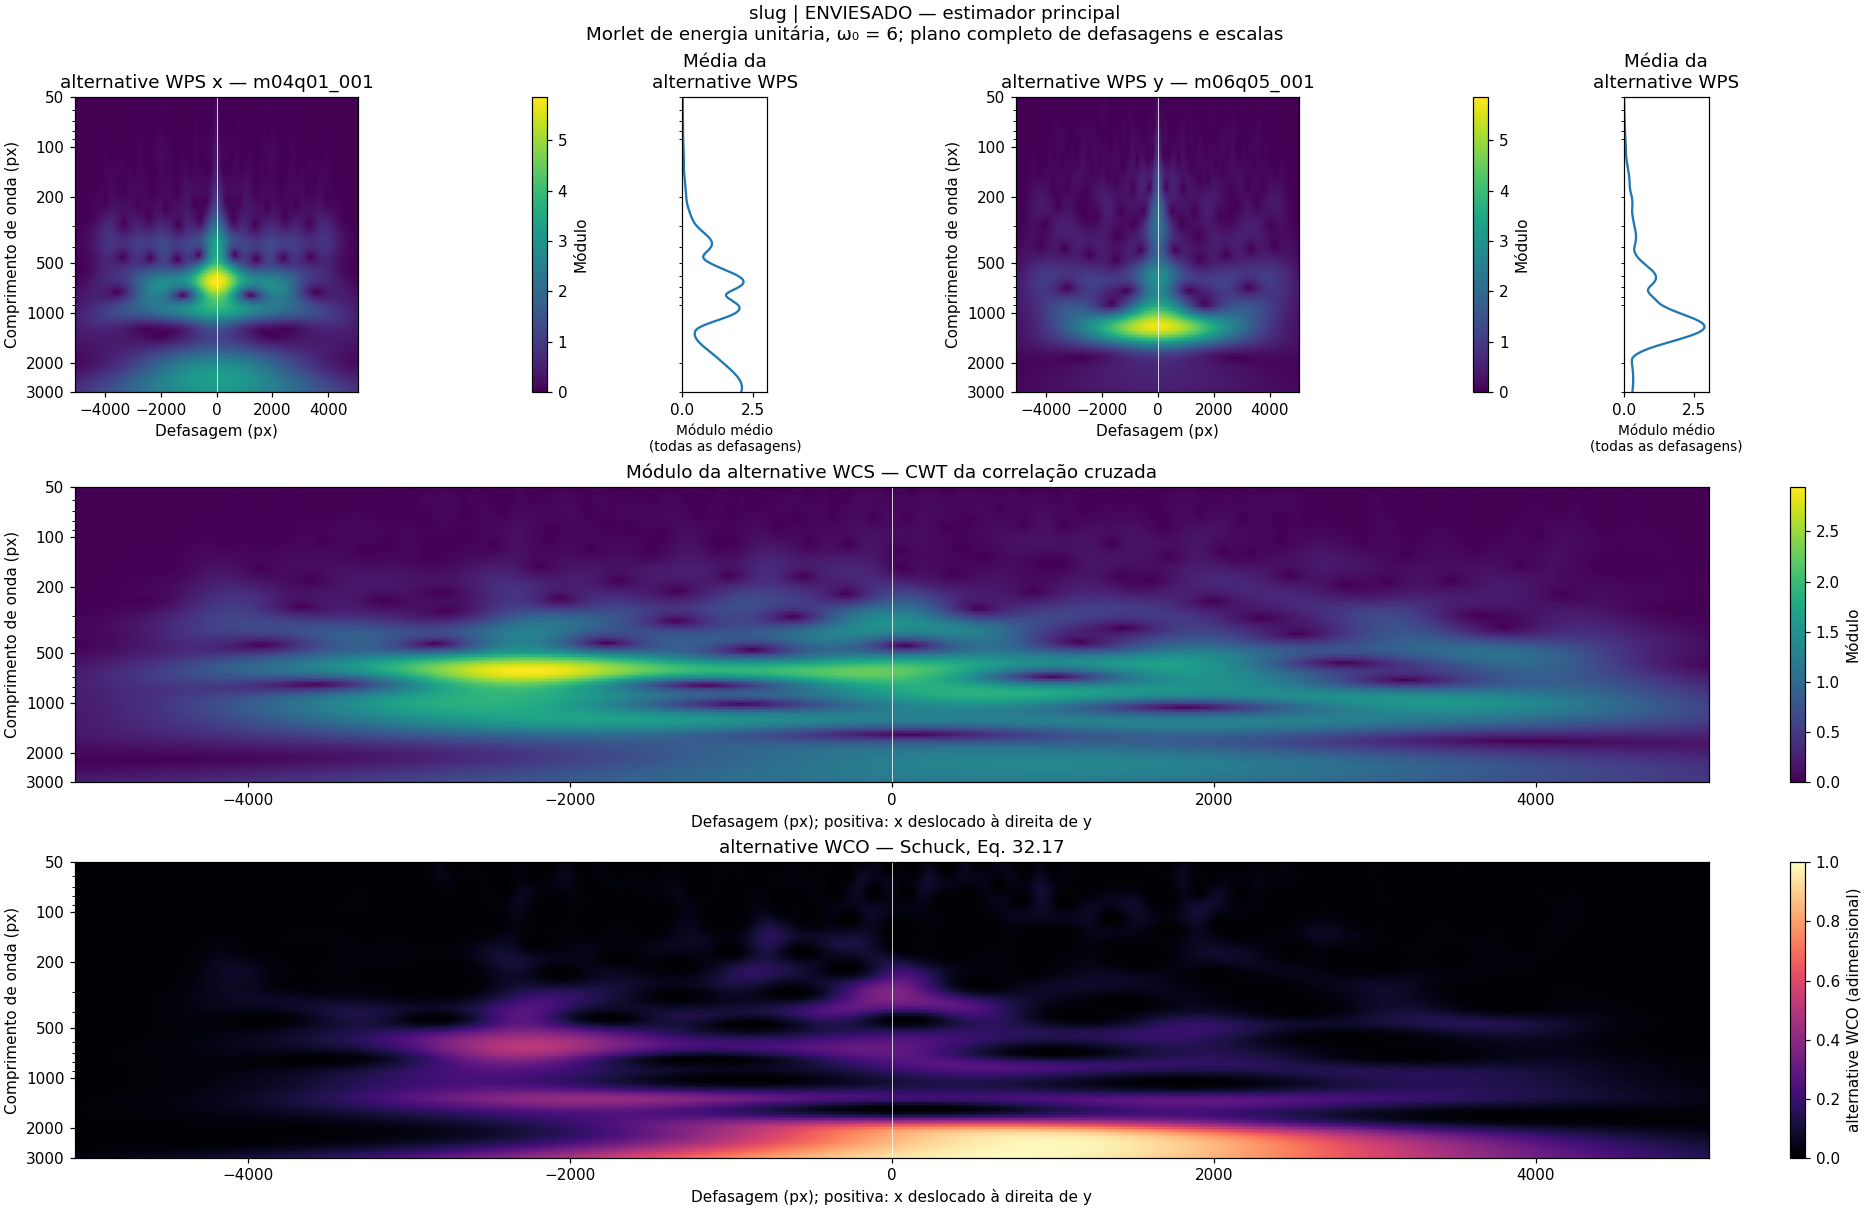 slug | ENVIESADO — estimador principal
Morlet de energia unitária, ω₀ = 6; plano completo de defasagens e escalas
alternative WPS x — m04q01_001
Comprimento de onda (px)
50
100
200
500
1000
2000
3000
−4000 −2000 0 2000 4000
Defasagem (px)
5
4
3
2
1
0
Módulo
Média da
alternative WPS
0.0 2.5
Módulo médio
(todas as defasagens)
alternative WPS y — m06q05_001
Comprimento de onda (px)
50
100
200
500
1000
2000
3000
−4000 −2000 0 2000 4000
Defasagem (px)
5
4
3
2
1
0
Módulo
Média da
alternative WPS
0.0 2.5
Módulo médio
(todas as defasagens)
Módulo da alternative WCS — CWT da correlação cruzada
Comprimento de onda (px)
50
100
200
500
1000
2000
3000
−4000 −2000 0 2000 4000
Defasagem (px); positiva: x deslocado à direita de y
2.5
2.0
1.5
1.0
0.5
0.0
Módulo
alternative WCO — Schuck, Eq. 32.17
Comprimento de onda (px)
50
100
200
500
1000
2000
3000
−4000 −2000 0 2000 4000
Defasagem (px); positiva: x deslocado à direita de y
1.0
0.8
0.6
0.4
0.2
0.0
alternative WCO (adimensional)